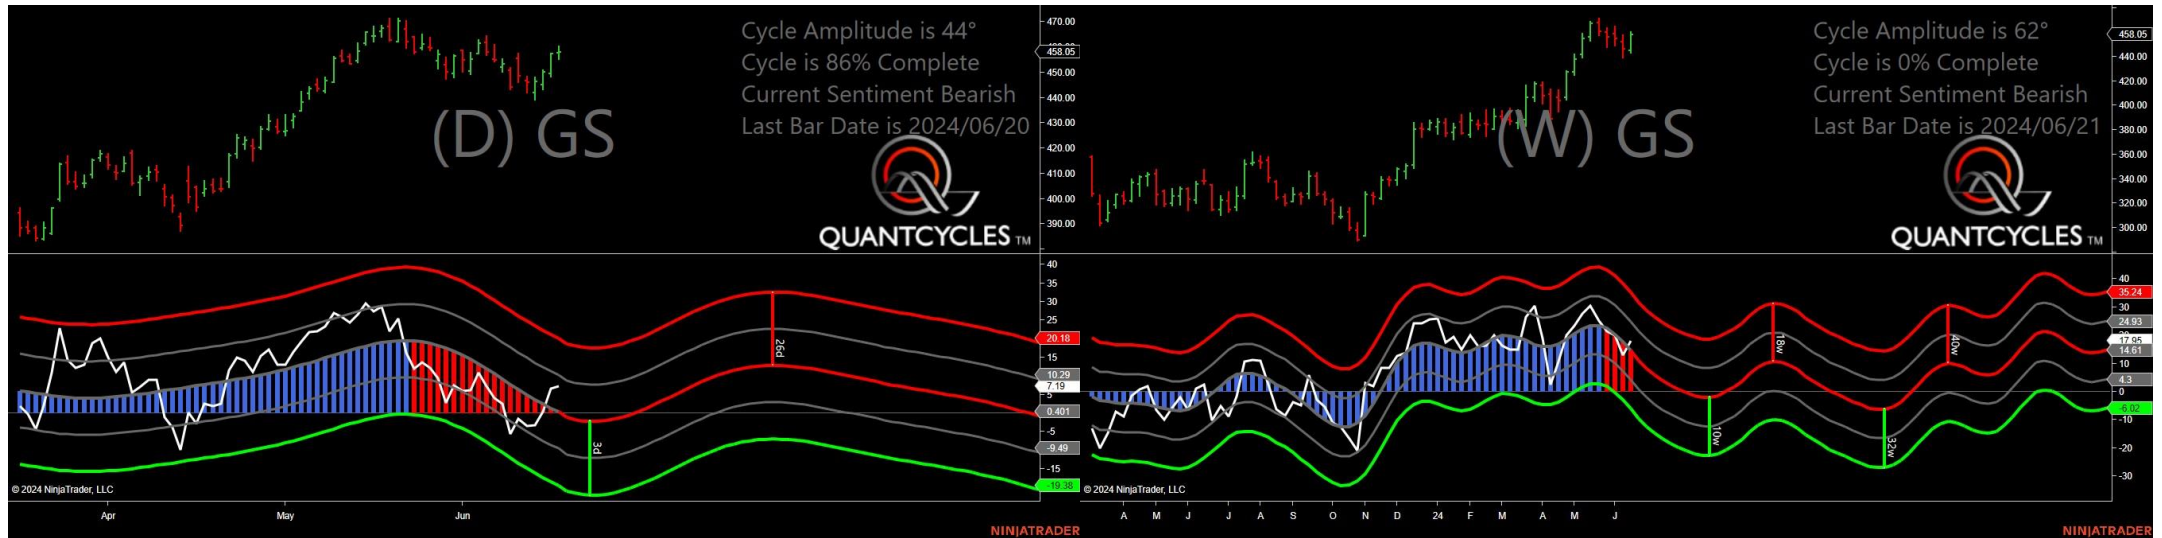 Cycle Amplitude is 44°
Cycle is 86% Complete
Current Sentiment Bearish
Last Bar Date is 2024/06/20
(D) GS
QUANTCYCLES TM
470.00
458.05
450.00
440.00
430.00
420.00
410.00
400.00
390.00
40
35
30
25
20.18
15
10.29
7.19
5
0.401
-5
-9.49
-15
-19.38
26d
3d
© 2024 NinjaTrader, LLC
Apr
May
Jun
NINJATRADER
Cycle Amplitude is 62°
Cycle is 0% Complete
Current Sentiment Bearish
Last Bar Date is 2024/06/21
(W) GS
QUANTCYCLES TM
458.05
440.00
420.00
400.00
380.00
360.00
340.00
320.00
300.00
40
35.24
30
24.93
17.95
14.61
10
4.3
0
-6.02
-10
-20
-30
18w
40w
10w
32w
© 2024 NinjaTrader, LLC
A M J J A S O N D 24 F M A M J
NINJATRADER